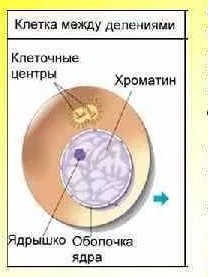 Клетка между делениями
Клеточные
центры
Хроматин
Ядрышко
Оболочка
ядра